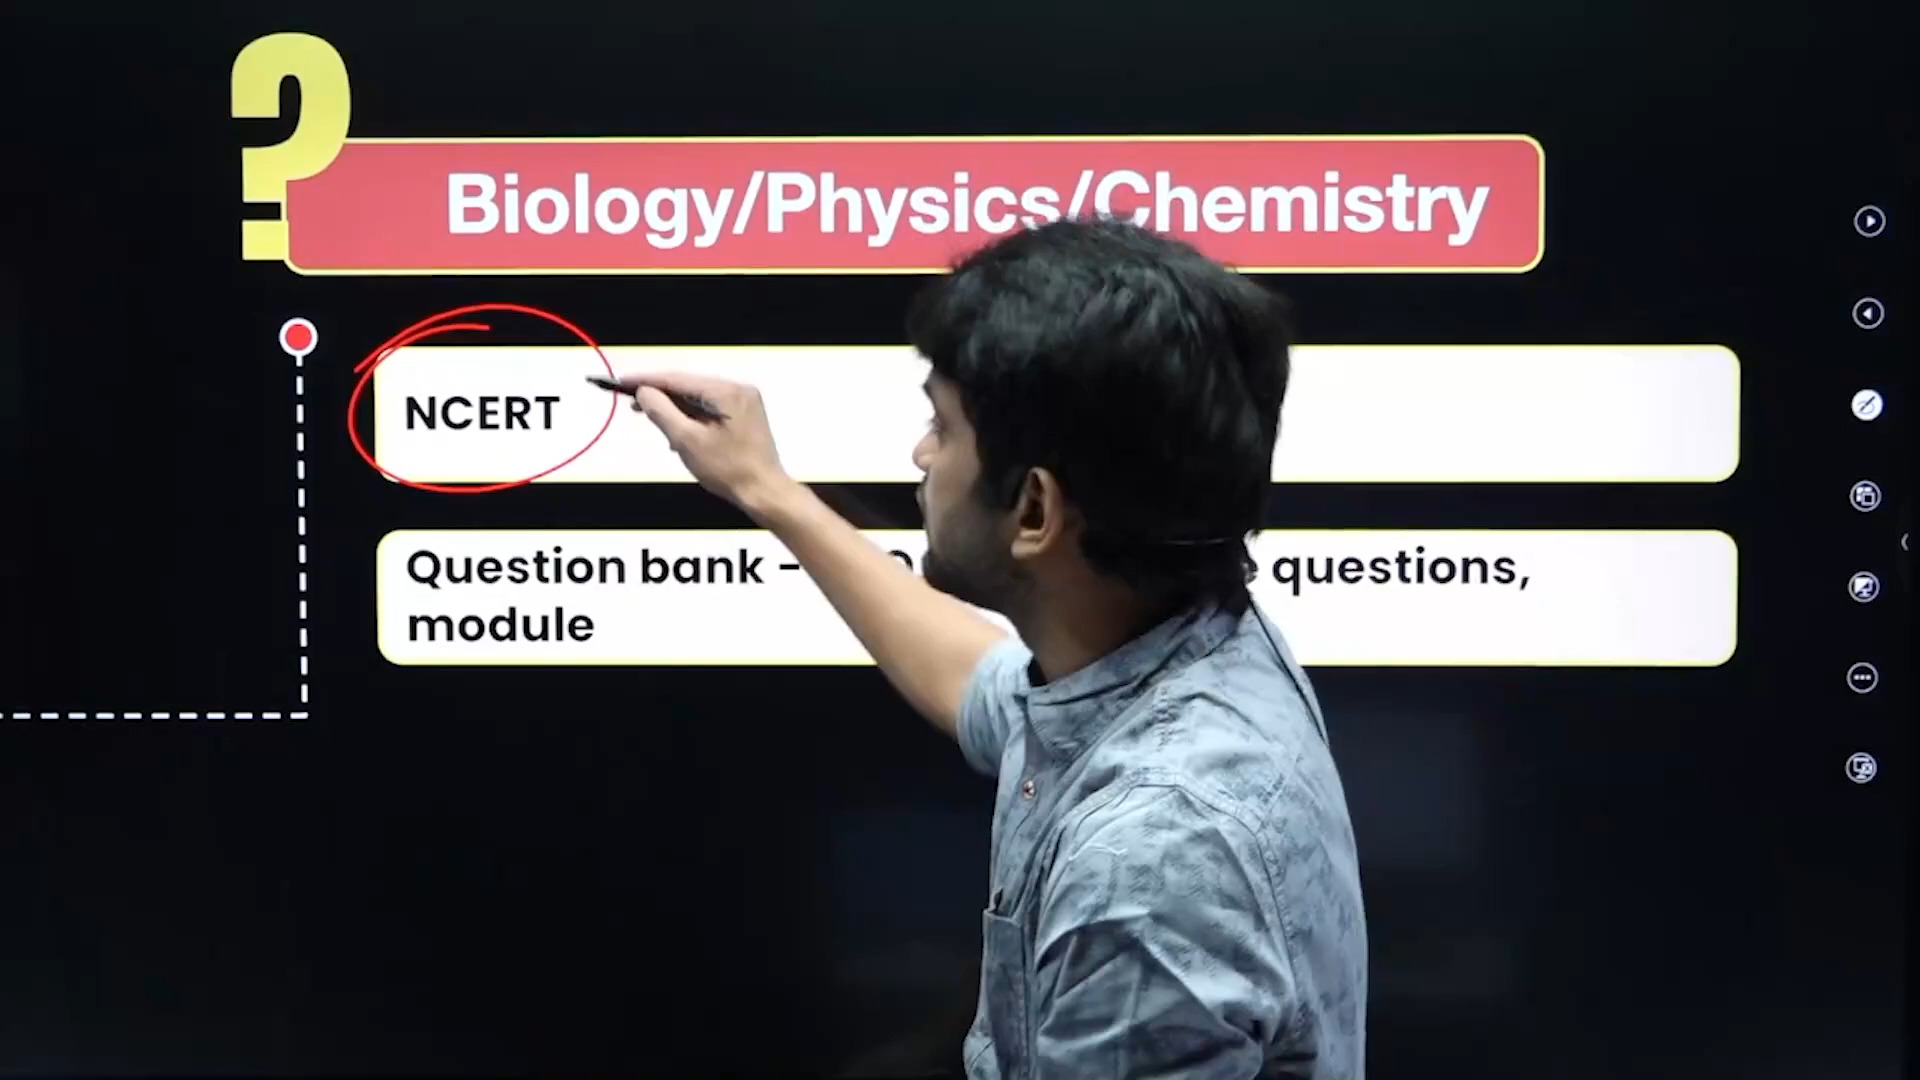 Biology/Physics/Chemistry
NCERT
Question bank - questions,
module